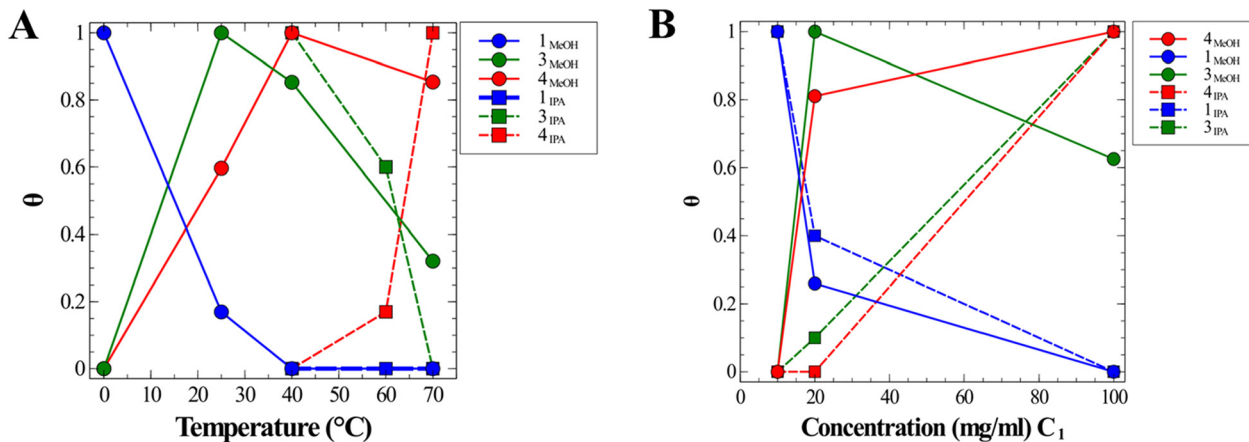 A
1
0.8
0.6
0.4
0.2
0
θ
0 10 20 30 40 50 60 70
Temperature (°C)
1 MeOH
3 MeOH
4 MeOH
1 IPA
3 IPA
4 IPA
B
1
0.8
0.6
0.4
0.2
0
θ
0 20 40 60 80 100
Concentration (mg/ml) C1
4 MeOH
1 MeOH
3 MeOH
4 IPA
1 IPA
3 IPA